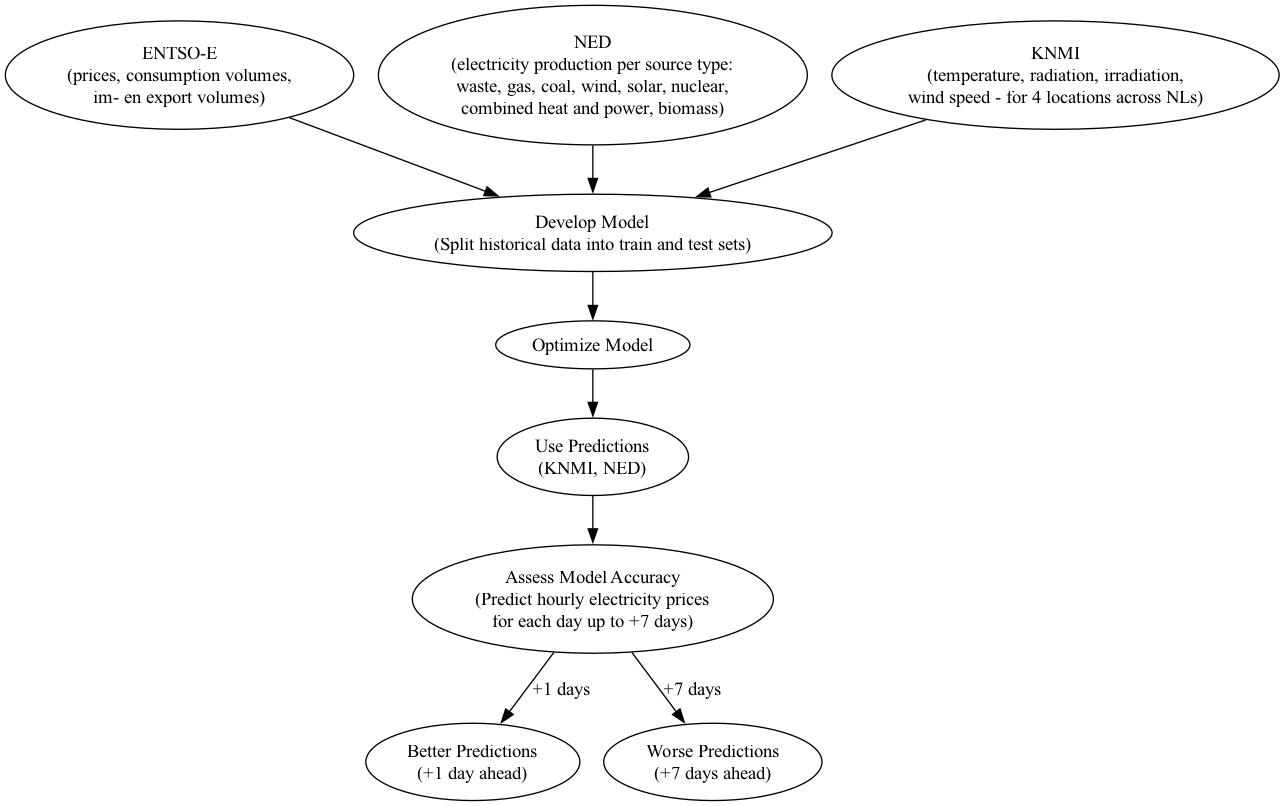 ENTSO-E
(prices, consumption volumes,
im- en export volumes)
NED
(electricity production per source type:
waste, gas, coal, wind, solar, nuclear,
combined heat and power, biomass)
KNMI
(temperature, radiation, irradiation,
wind speed - for 4 locations across NLs)
Develop Model
(Split historical data into train and test sets)
Optimize Model
Use Predictions
(KNMI, NED)
Assess Model Accuracy
(Predict hourly electricity prices
for each day up to +7 days)
+1 days
+7 days
Better Predictions
(+1 day ahead)
Worse Predictions
(+7 days ahead)